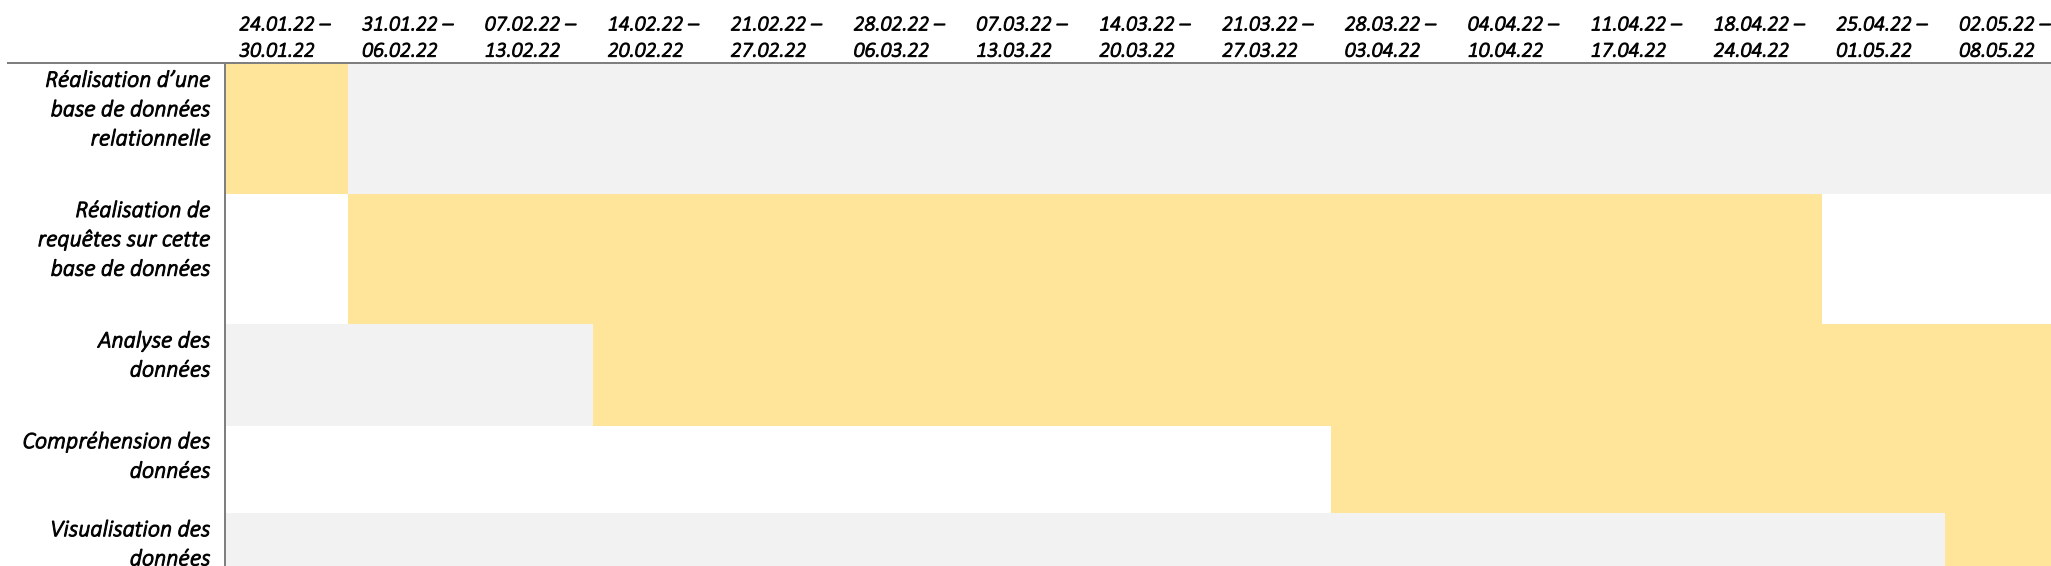 24.01.22 – 31.01.22 – 07.02.22 – 14.02.22 – 21.02.22 – 28.02.22 – 07.03.22 – 14.03.22 – 21.03.22 – 28.03.22 – 04.04.22 – 11.04.22 – 18.04.22 – 25.04.22 – 02.05.22 –
30.01.22 06.02.22 13.02.22 20.02.22 27.02.22 06.03.22 13.03.22 20.03.22 27.03.22 03.04.22 10.04.22 17.04.22 24.04.22 01.05.22 08.05.22
Réalisation d’une
base de données
relationnelle
Réalisation de
requêtes sur cette
base de données
Analyse des
données
Compréhension des
données
Visualisation des
données